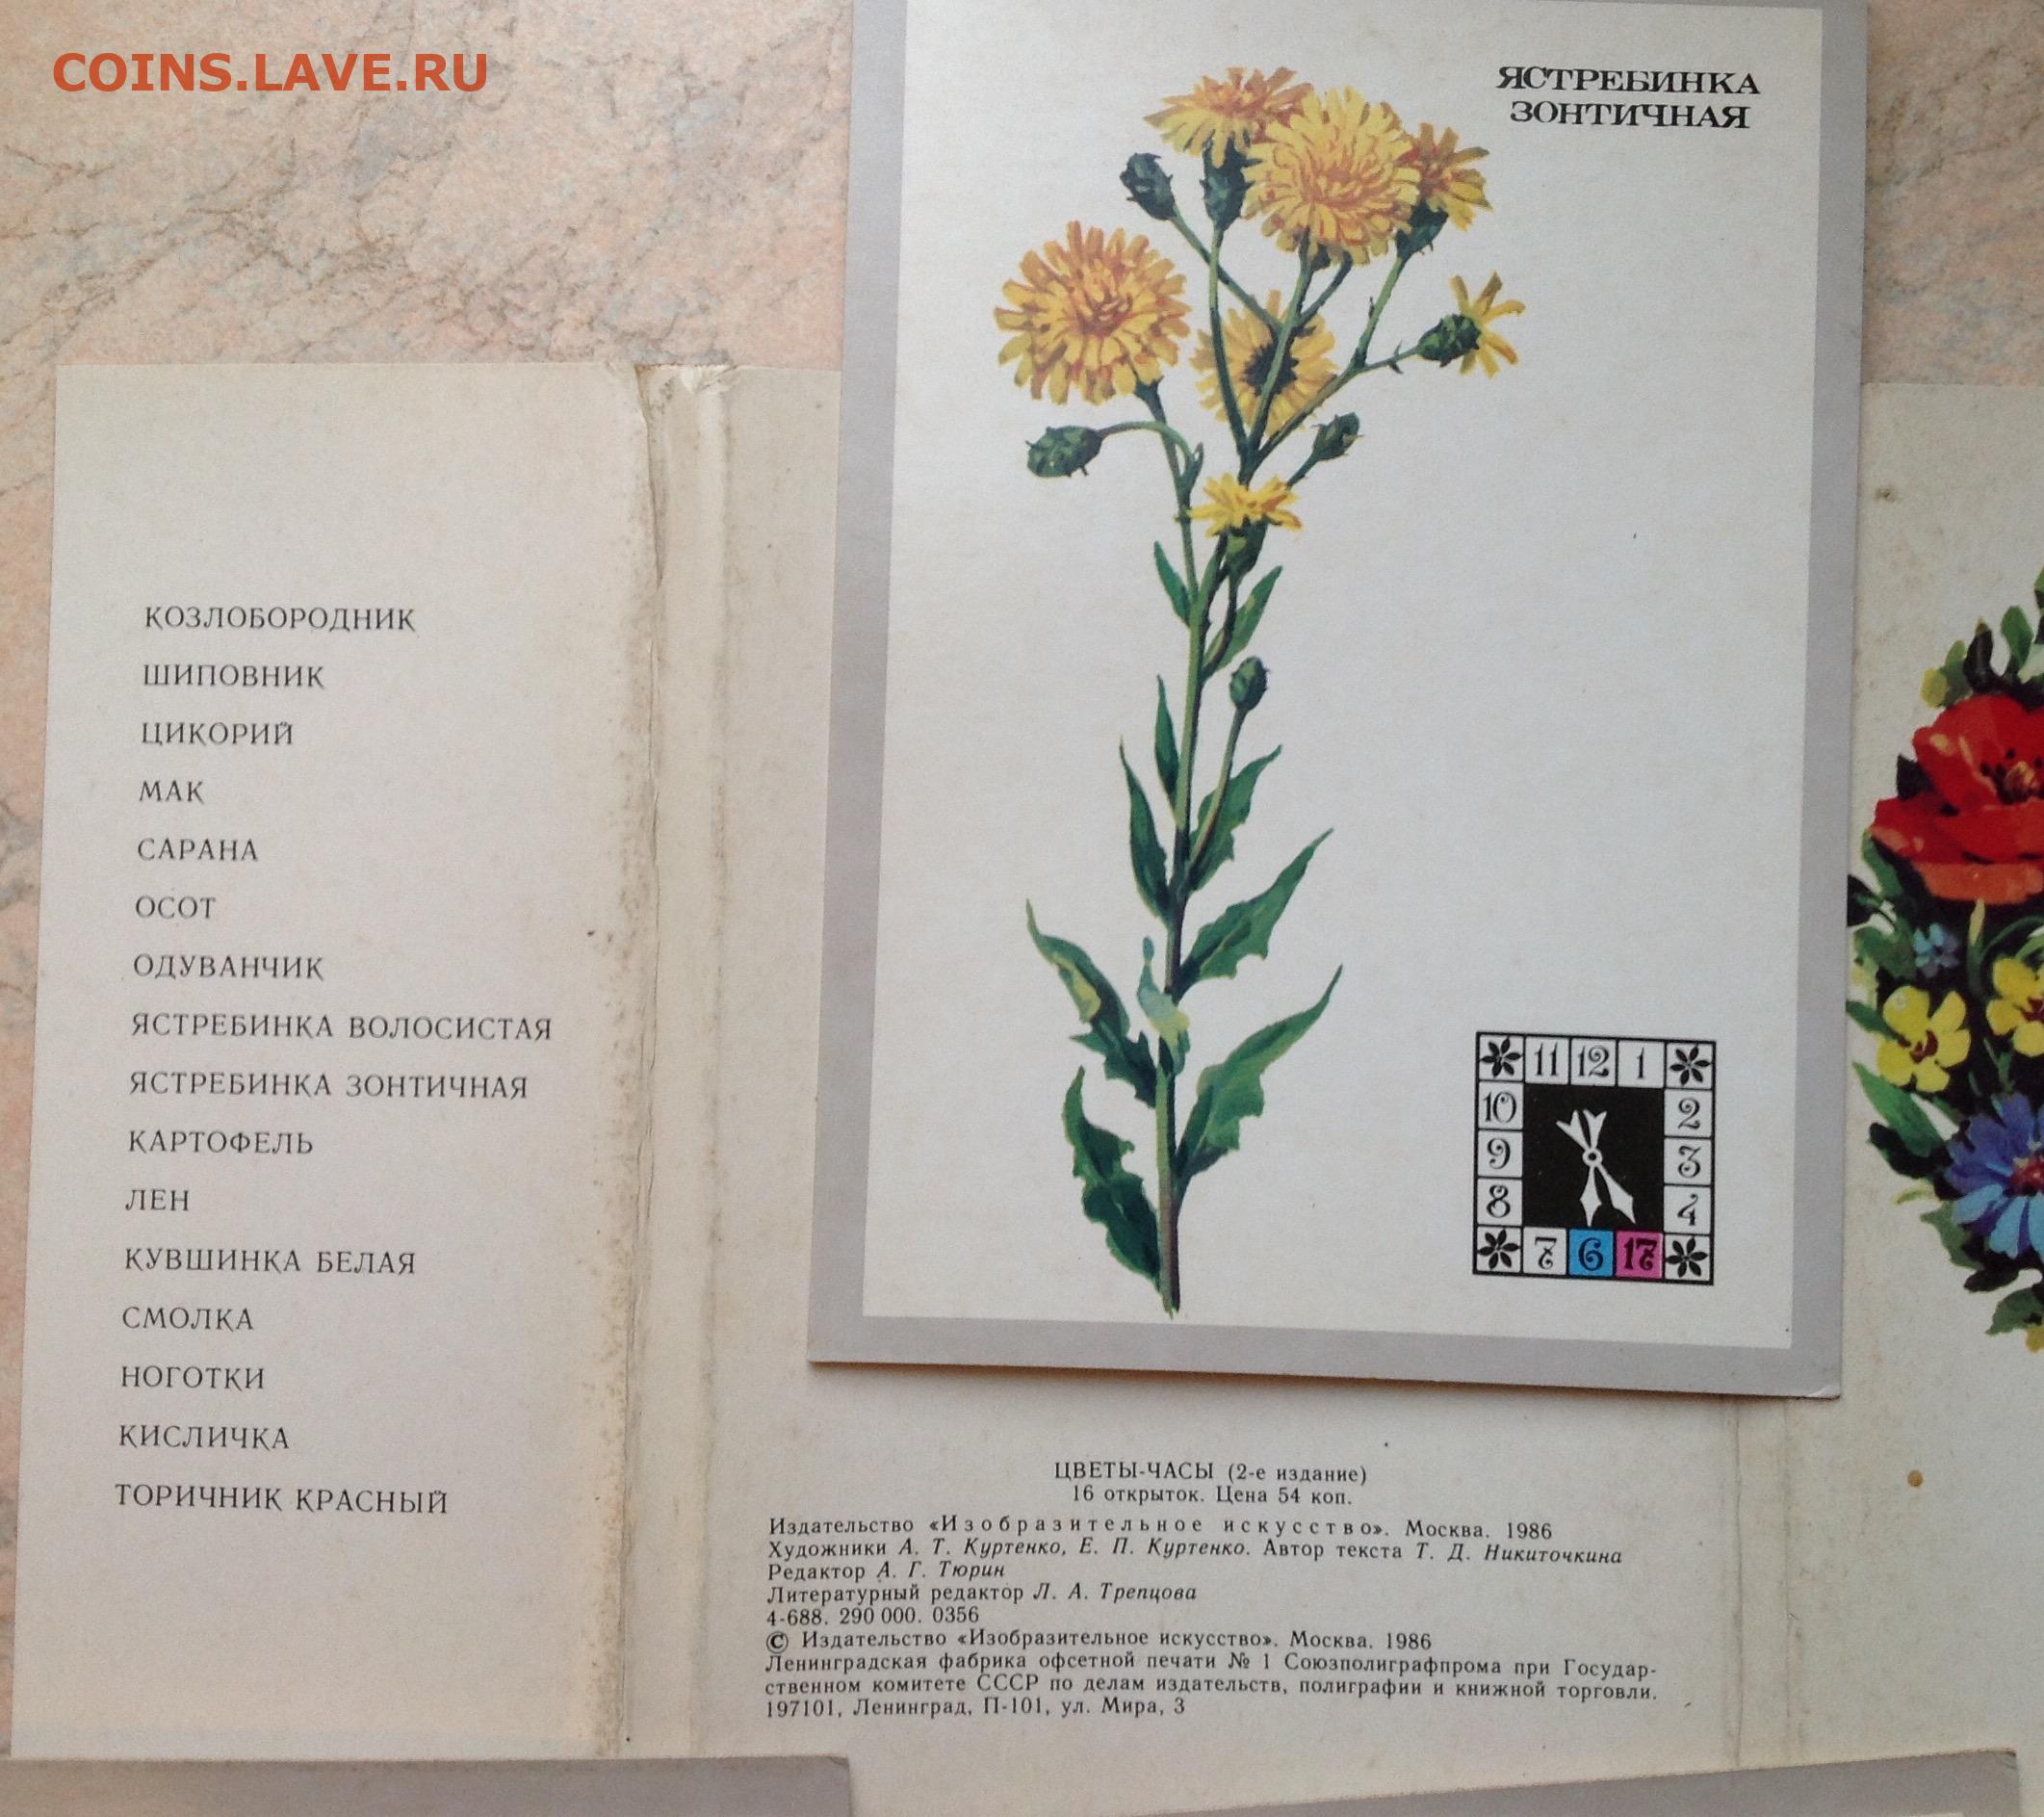 COINS.LAVE.RU
ЯСТРЕБИНКА
ЗОНТИЧНАЯ
КОЗЛОБОРОДНИК
ШИПОВНИК
ЦИКОРИЙ
МАК
САРАНА
ОСОТ
ОДУВАНЧИК
ЯСТРЕБИНКА ВОЛОСИСТАЯ
ЯСТРЕБИНКА ЗОНТИЧНАЯ
КАРТОФЕЛЬ
ЛЕН
КУВШИНКА БЕЛАЯ
СМОЛКА
НОГОТКИ
КИСЛИЧКА
ТОРИЧНИК КРАСНЫЙ
11 12 1
10 2
9 3
8 4
7 6 17
ЦВЕТЫ-ЧАСЫ (2-е издание)
16 открыток. Цена 54 коп.
Издательство «Изобразительное искусство». Москва. 1986
Художники А. Т. Куртенко, Е. П. Куртенко. Автор текста Т. Д. Никиточкина
Редактор А. Г. Тюрин
Литературный редактор Л. А. Трепцова
4-688. 290 000. 0356
© Издательство «Изобразительное искусство». Москва. 1986
Ленинградская фабрика офсетной печати № 1 Союзполиграфпрома при Государ-
ственном комитете СССР по делам издательств, полиграфии и книжной торговли.
197101, Ленинград, П-101, ул. Мира, 3